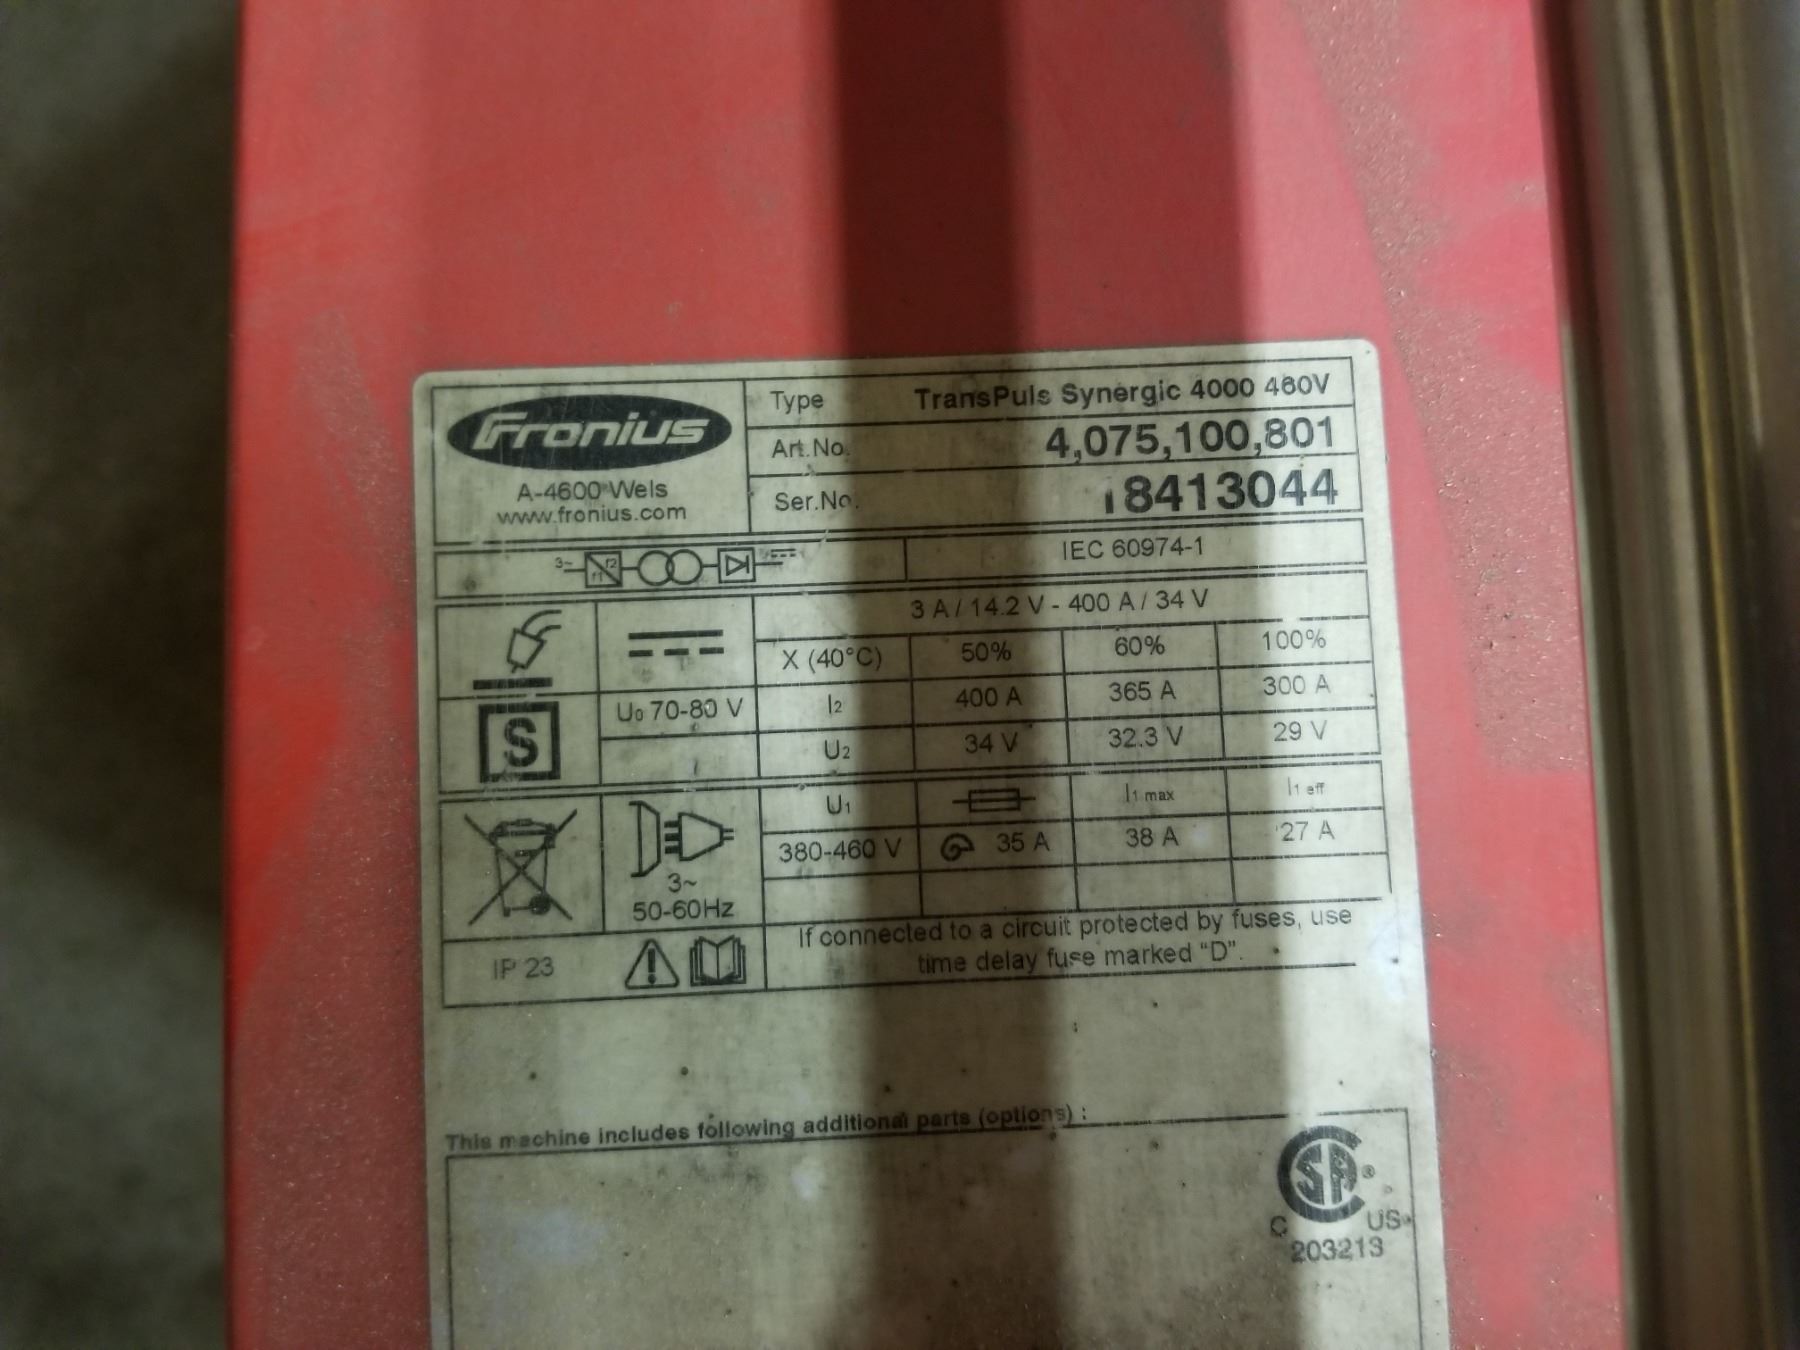 Fronius
A-4600 Wels
www.fronius.com
Type TransPuls Synergic 4000 460V
Art.No. 4,075,100,801
Ser.No. 18413044
3~ f1 f2
IEC 60974-1
3 A / 14.2 V - 400 A / 34 V
X (40°C) 50% 60% 100%
U0 70-80 V I2 400 A 365 A 300 A
S U2 34 V 32.3 V 29 V
U1 I1 max I1 eff
380-460 V 35 A 38 A 27 A
3~
50-60Hz
If connected to a circuit protected by fuses, use
time delay fuse marked "D".
IP 23
This machine includes following additional parts (options) :
CSA ®
C US
203213